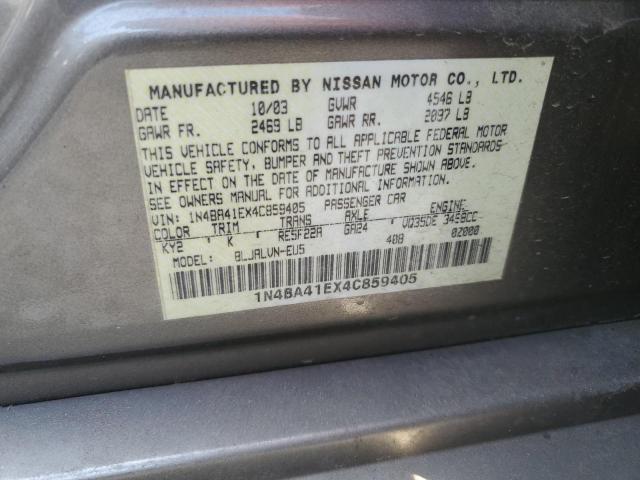 MANUFACTURED BY NISSAN MOTOR CO., LTD.
DATE 10/03 GVWR 4546 LB
GAWR FR. 2469 LB GAWR RR. 2097 LB
THIS VEHICLE CONFORMS TO ALL APPLICABLE FEDERAL MOTOR
VEHICLE SAFETY, BUMPER AND THEFT PREVENTION STANDARDS
IN EFFECT ON THE DATE OF MANUFACTURE SHOWN ABOVE.
SEE OWNERS MANUAL FOR ADDITIONAL INFORMATION.
VIN: 1N4BA41EX4C859405 PASSENGER CAR
COLOR TRIM TRANS AXLE ENGINE
KY2 K RE5F22A GA24 VQ35DE 3498CC
MODEL: BLJALVN-EU5 408 0Z000
1N4BA41EX4C859405